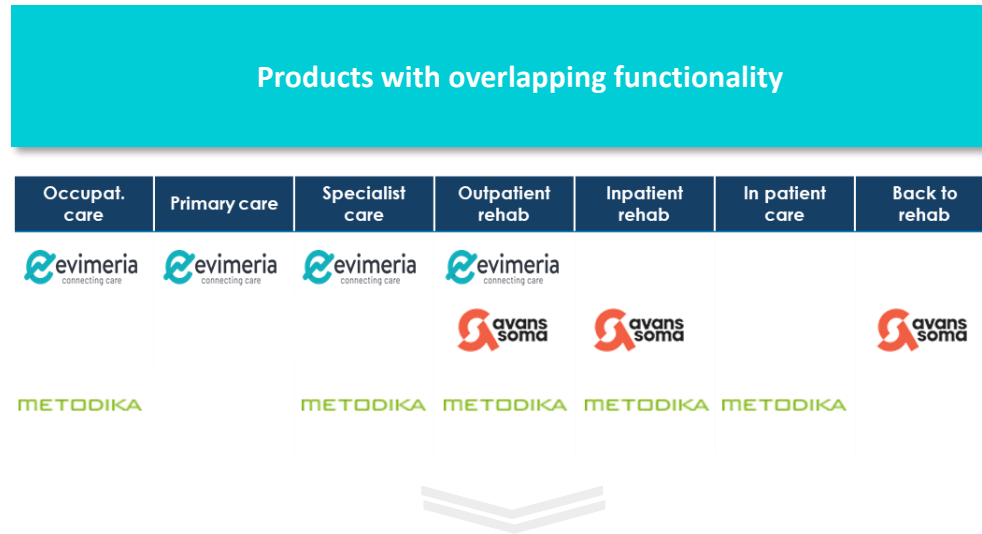 Products with overlapping functionality
Occupat. care
Primary care
Specialist care
Outpatient rehab
Inpatient rehab
In patient care
Back to rehab
evimeria
connecting care
evimeria
connecting care
evimeria
connecting care
evimeria
connecting care
avans
soma
avans
soma
avans
soma
METODIKA
METODIKA
METODIKA
METODIKA
METODIKA